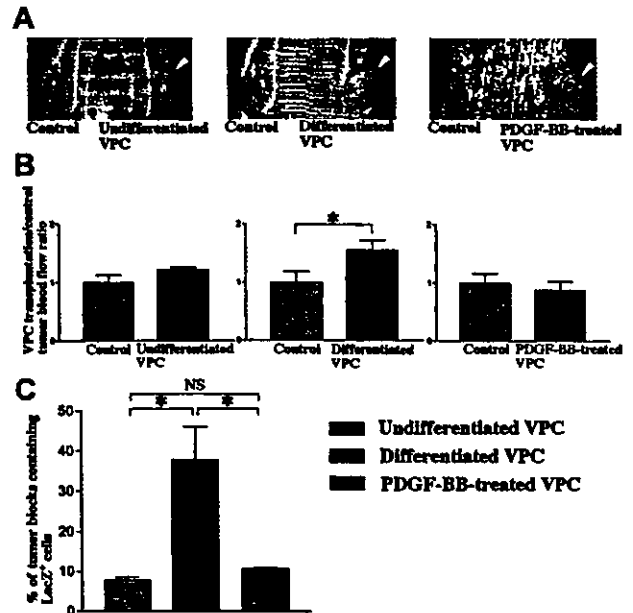 A
Control Undifferentiated VPC
Control Differentiated VPC
Control PDGF-BB-treated VPC
B
VPC transplantation/control tumor blood flow ratio
2
1
0
Control Undifferentiated VPC
2
1
0
Control Differentiated VPC
*
2
1
0
Control PDGF-BB-treated VPC
C
% of tumor blocks containing LacZ+ cells
50
40
30
20
10
0
NS
* *
Undifferentiated VPC
Differentiated VPC
PDGF-BB-treated VPC